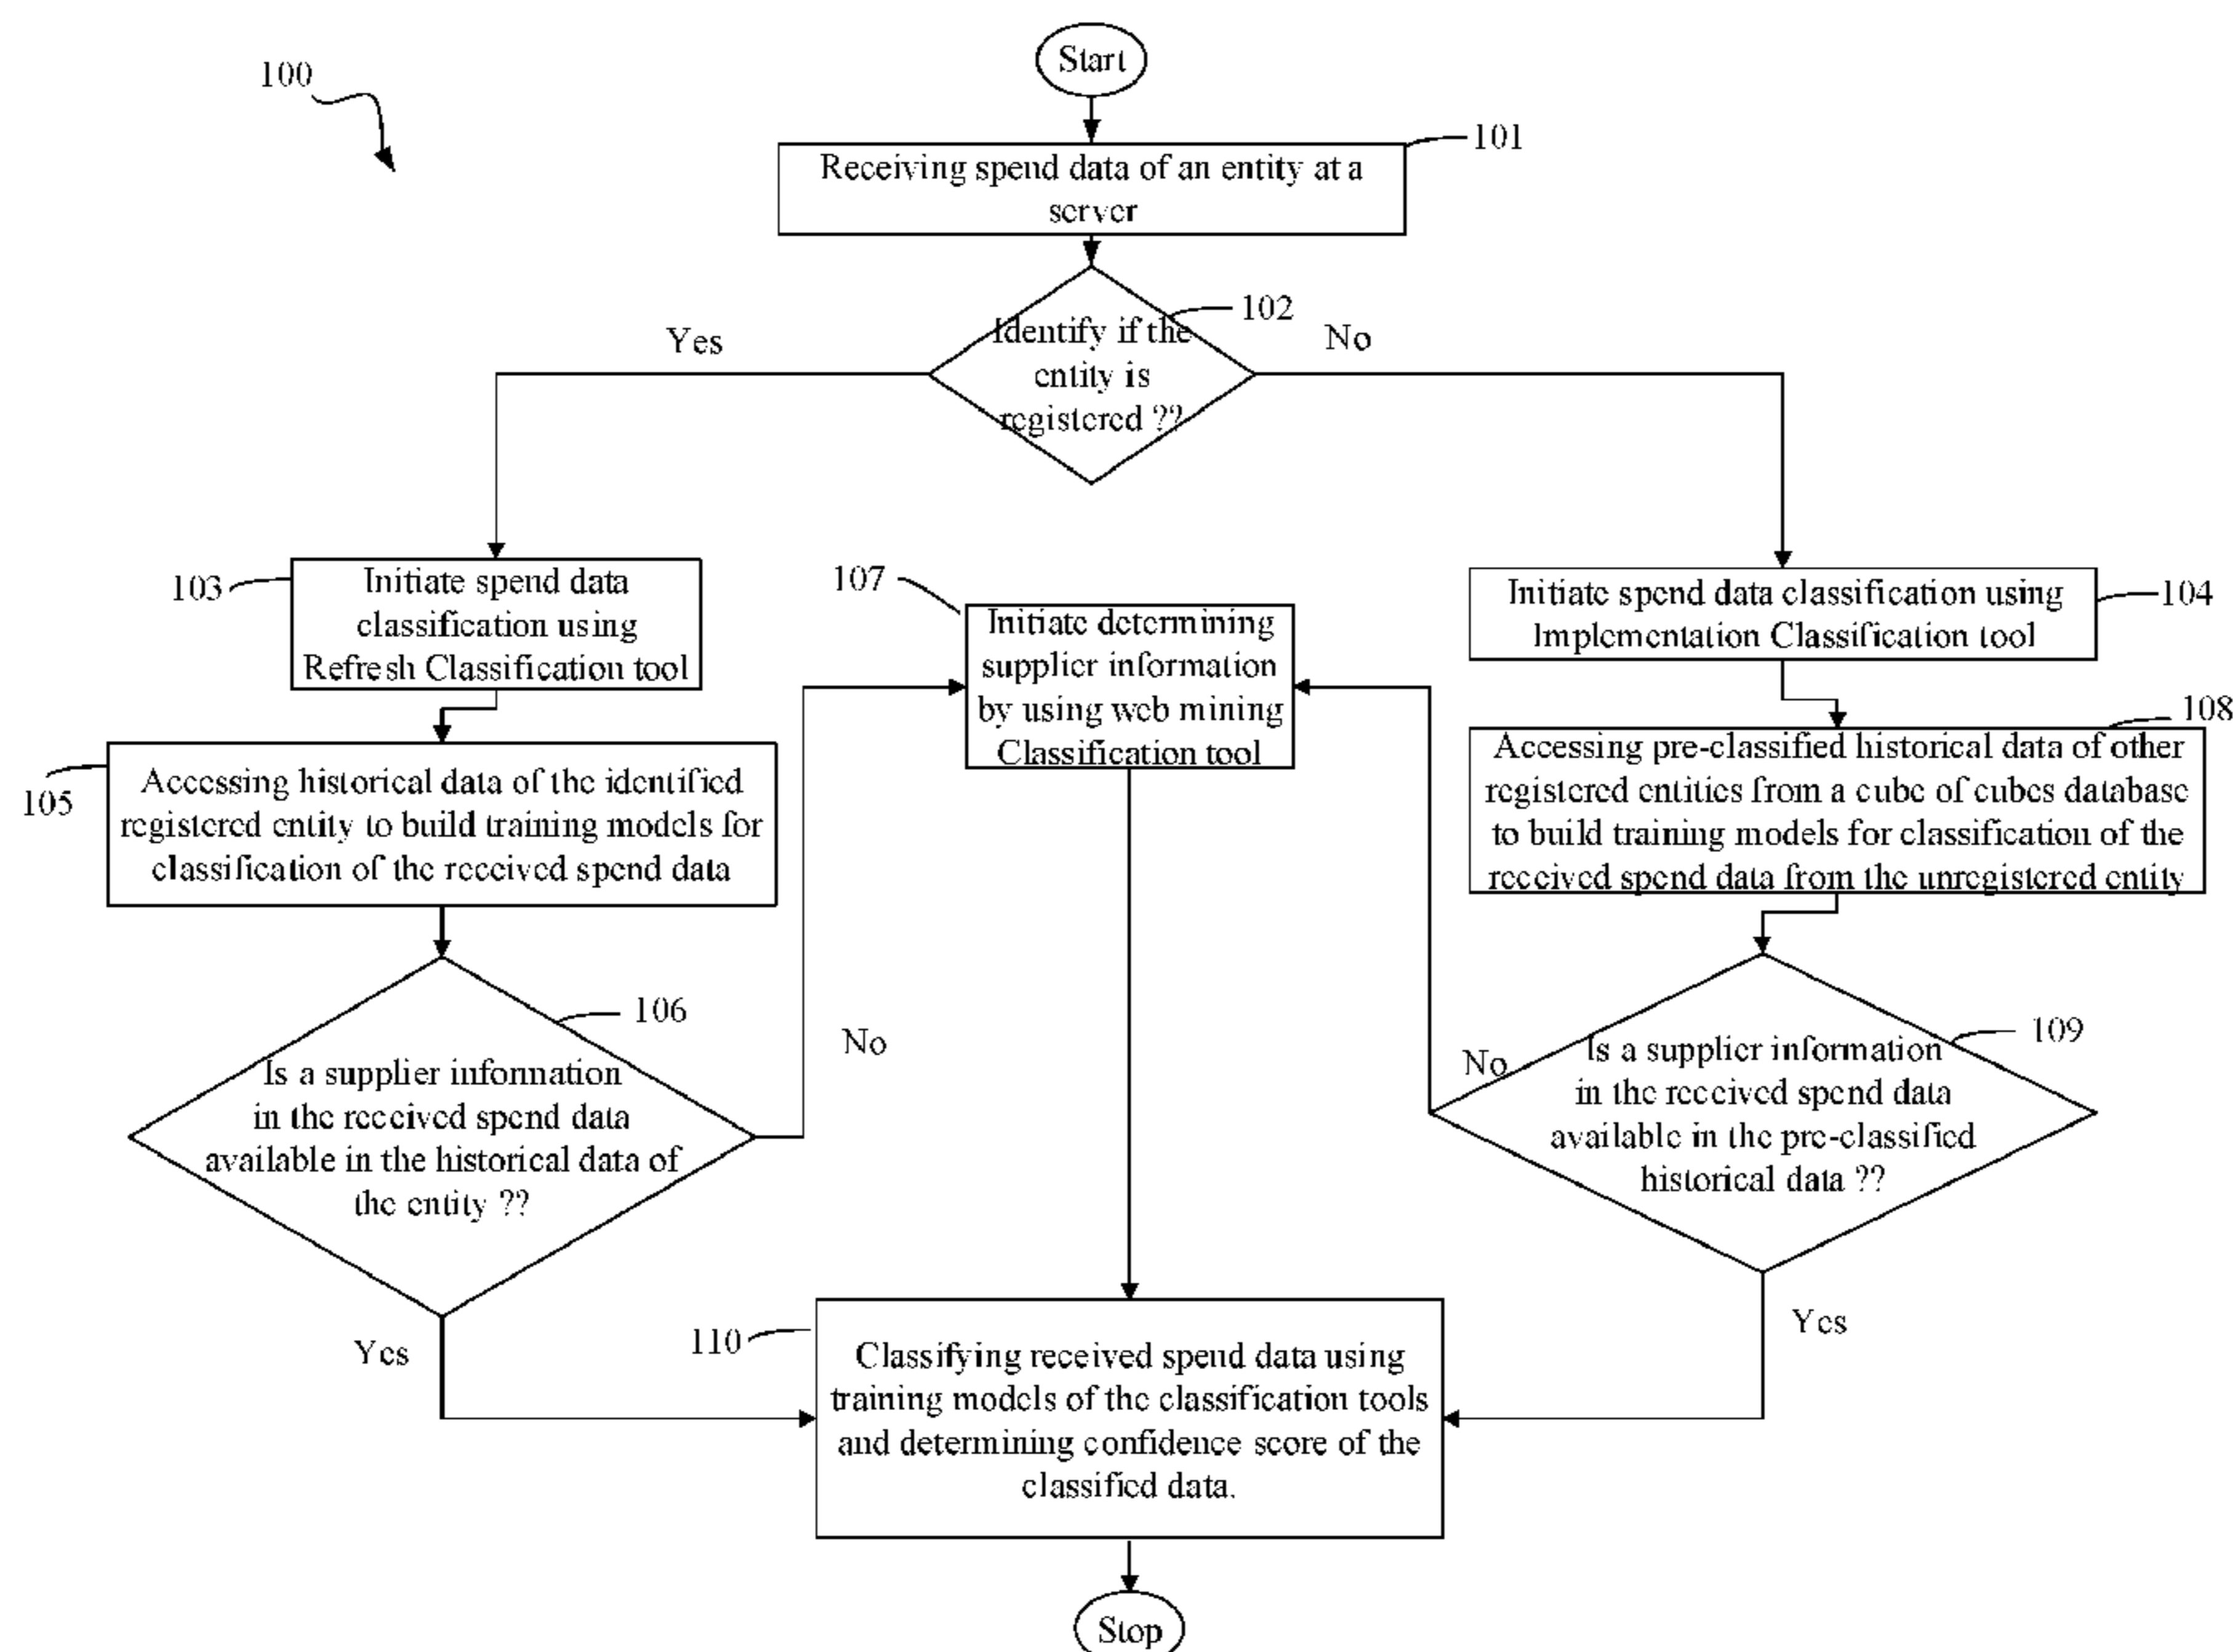 100
Start
101
Receiving spend data of an entity at a
server
102
Identify if the
entity is
registered ??
Yes
No
103
Initiate spend data
classification using
Refresh Classification tool
107
Initiate determining
supplier information
by using web mining
Classification tool
104
Initiate spend data classification using
Implementation Classification tool
105
Accessing historical data of the identified
registered entity to build training models for
classification of the received spend data
108
Accessing pre-classified historical data of other
registered entities from a cube of cubes database
to build training models for classification of the
received spend data from the unregistered entity
106
Is a supplier information
in the received spend data
available in the historical data of
the entity ??
No
Yes
109
Is a supplier information
in the received spend data
available in the pre-classified
historical data ??
No
Yes
110
Classifying received spend data using
training models of the classification tools
and determining confidence score of the
classified data.
Stop